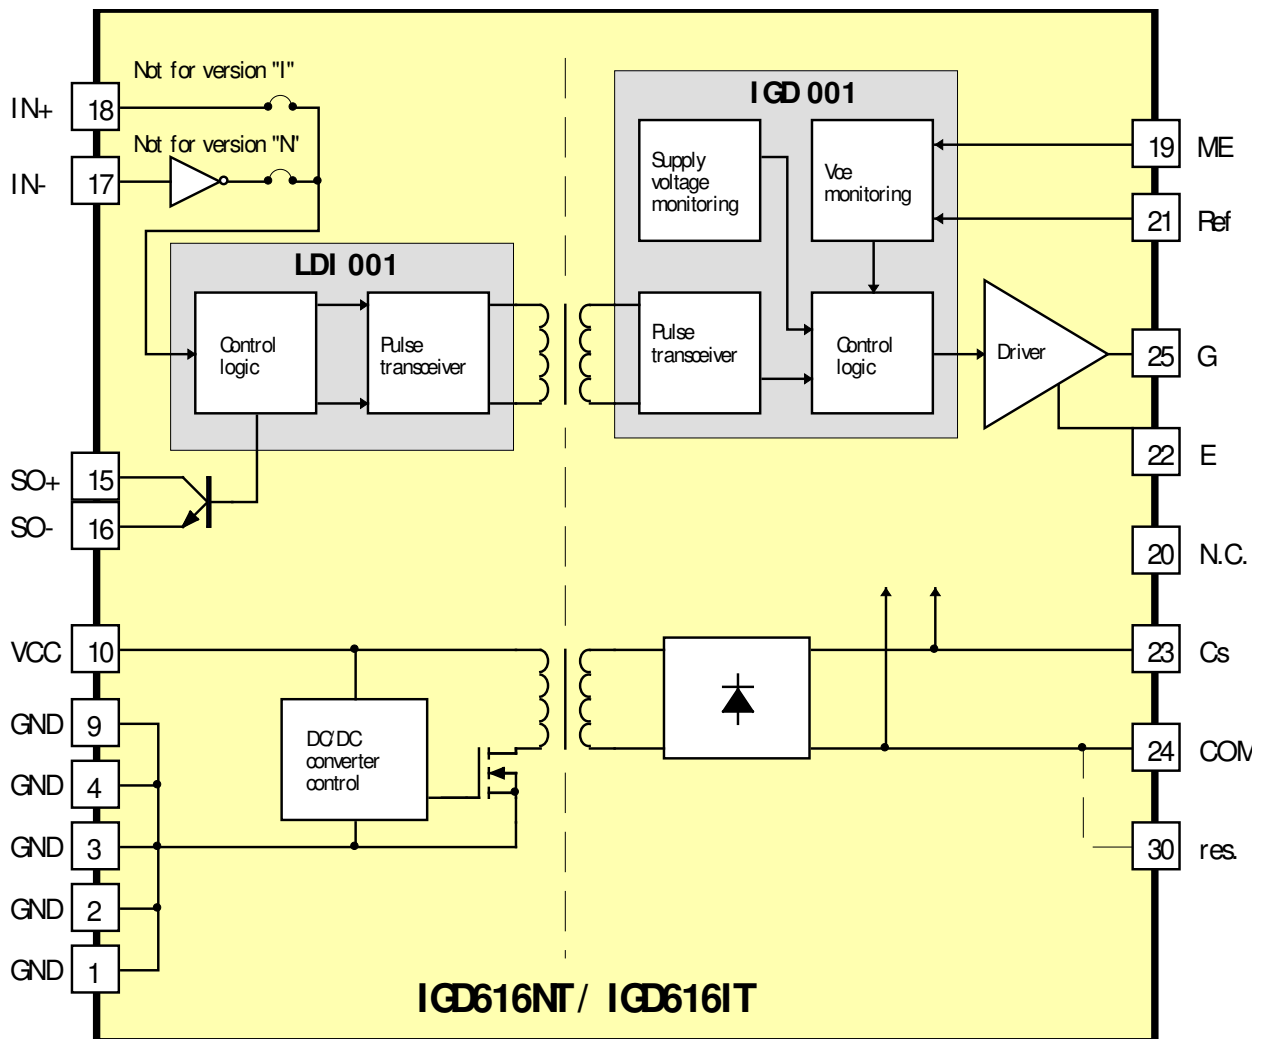 Not for version "I"
IN+
18
Not for version "N"
IN-
17
LDI 001
Control
logic
Pulse
transceiver
SO+
15
SO-
16
VCC
10
GND
9
GND
4
GND
3
GND
2
GND
1
DC/DC
converter
control
IGD 001
Supply
voltage
monitoring
Vce
monitoring
Pulse
transceiver
Control
logic
Driver
19
ME
21
Ref
25
G
22
E
20
N.C.
23
Cs
24
COM
30
res.
IGD616NT / IGD616IT